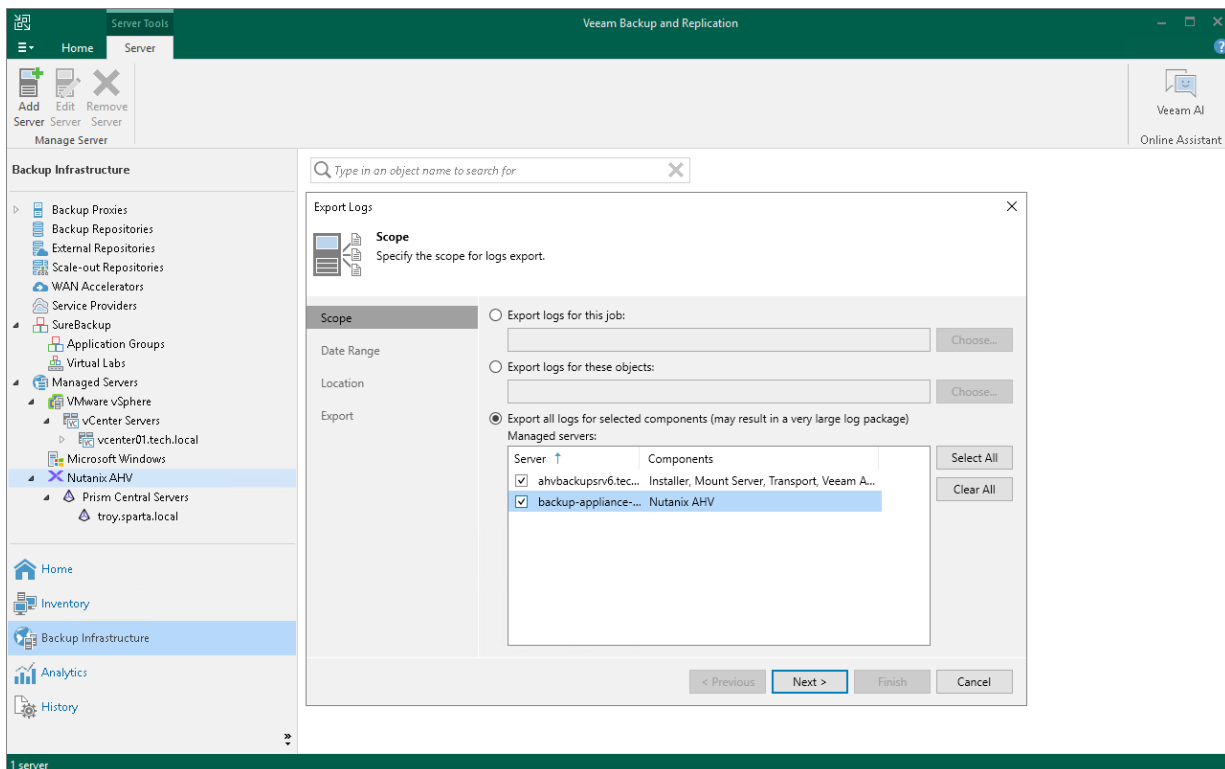 Server Tools
Veeam Backup and Replication
Home
Server
Add Server
Edit Server
Remove Server
Manage Server
Veeam AI
Online Assistant
Backup Infrastructure
Type in an object name to search for
Backup Proxies
Backup Repositories
External Repositories
Scale-out Repositories
WAN Accelerators
Service Providers
SureBackup
Application Groups
Virtual Labs
Managed Servers
VMware vSphere
vCenter Servers
vcenter01.tech.local
Microsoft Windows
Nutanix AHV
Prism Central Servers
troy.sparta.local
Home
Inventory
Backup Infrastructure
Analytics
History
Export Logs
Scope
Specify the scope for logs export.
Scope
Date Range
Location
Export
Export logs for this job:
Choose...
Export logs for these objects:
Choose...
Export all logs for selected components (may result in a very large log package)
Managed servers:
Server ↑ Components
ahvbackupsrv6.tec... Installer, Mount Server, Transport, Veeam A...
backup-appliance-... Nutanix AHV
Select All
Clear All
< Previous
Next >
Finish
Cancel
1 server